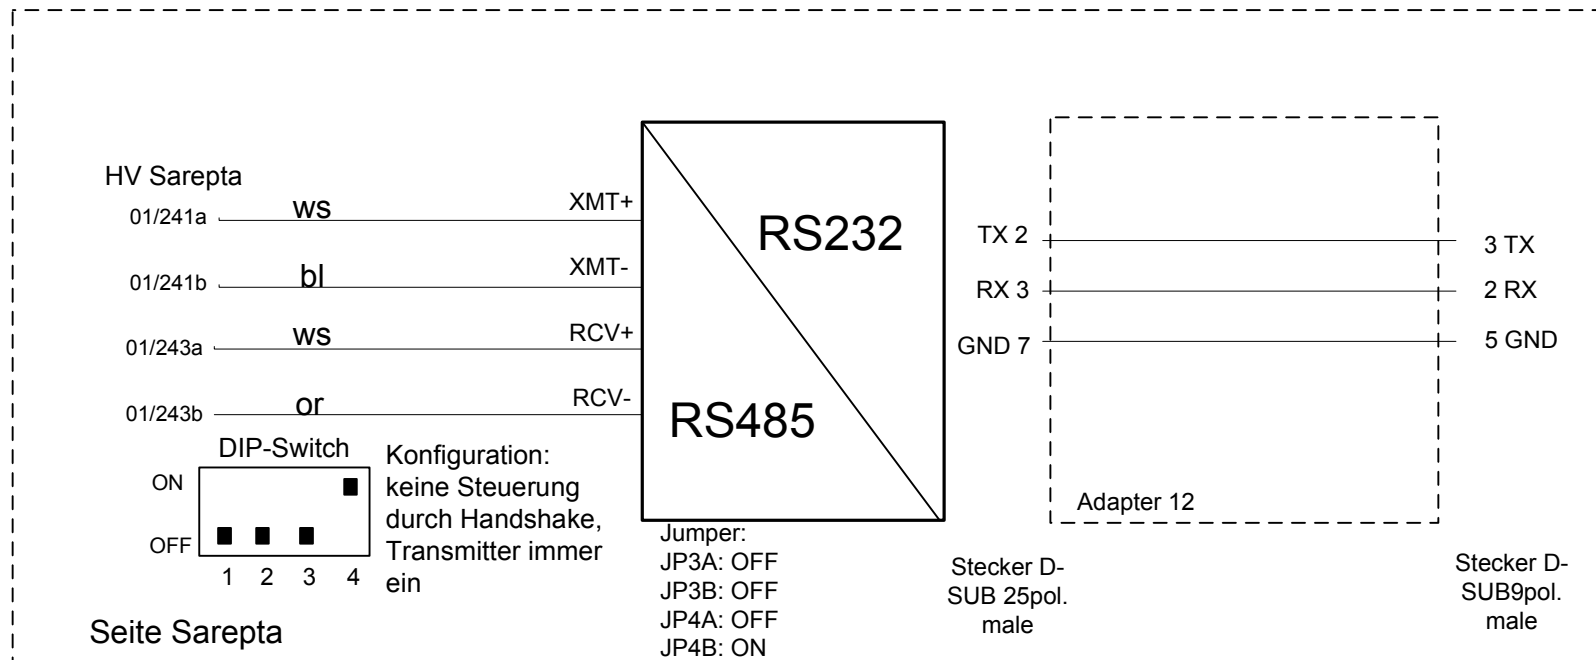 HV Sarepta
01/241a
ws
XMT+
01/241b
bl
XMT-
01/243a
ws
RCV+
01/243b
or
RCV-
RS232
RS485
TX 2
3 TX
RX 3
2 RX
GND 7
5 GND
Adapter 12
DIP-Switch
ON
OFF
1 2 3 4
Konfiguration:
keine Steuerung
durch Handshake,
Transmitter immer
ein
Jumper:
JP3A: OFF
JP3B: OFF
JP4A: OFF
JP4B: ON
Stecker D-
SUB 25pol.
male
Stecker D-
SUB9pol.
male
Seite Sarepta